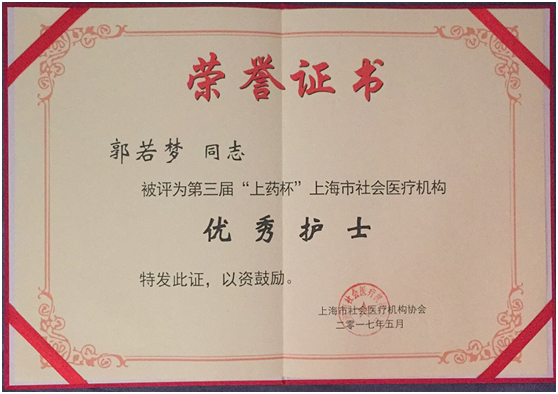 荣誉证书
郭若梦 同志
被评为第三届“上药杯”上海市社会医疗机构
优秀护士
特发此证，以资鼓励。
上海市社会医疗机构协会
二〇一七年五月